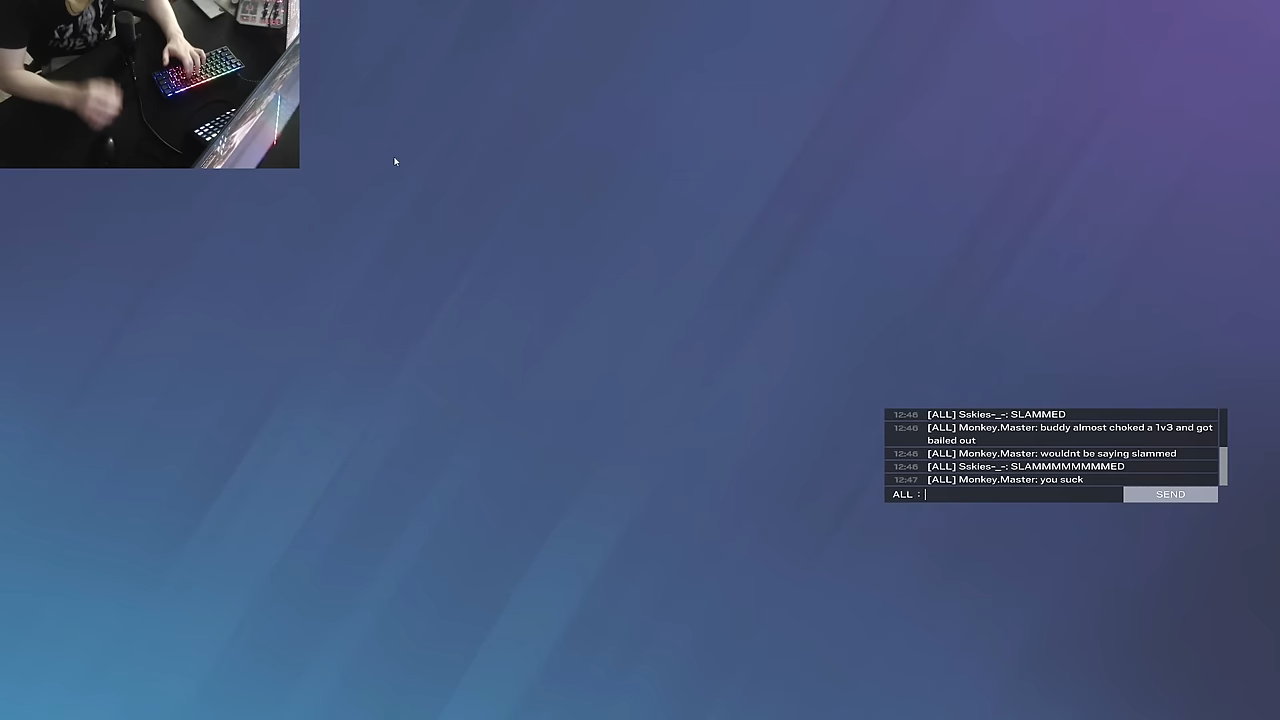 12:46 [ALL] Sskies-_-: SLAMMED
12:46 [ALL] Monkey.Master: buddy almost choked a 1v3 and got
bailed out
12:46 [ALL] Monkey.Master: wouldnt be saying slammed
12:46 [ALL] Sskies-_-: SLAMMMMMMMMED
12:47 [ALL] Monkey.Master: you suck
ALL : SEND